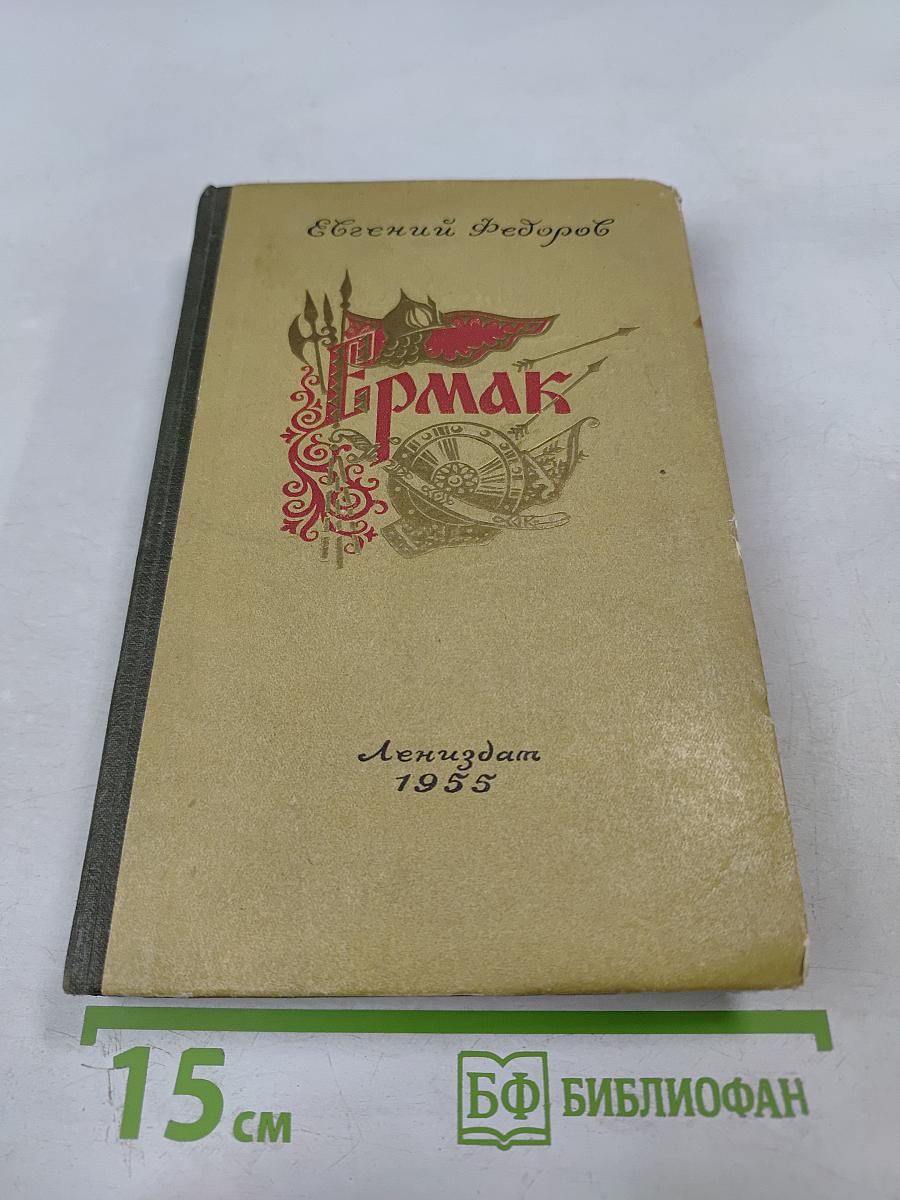 Евгений Федоров
Ермак
Лениздат
1955
15 см
БФ БИБЛИОФАН